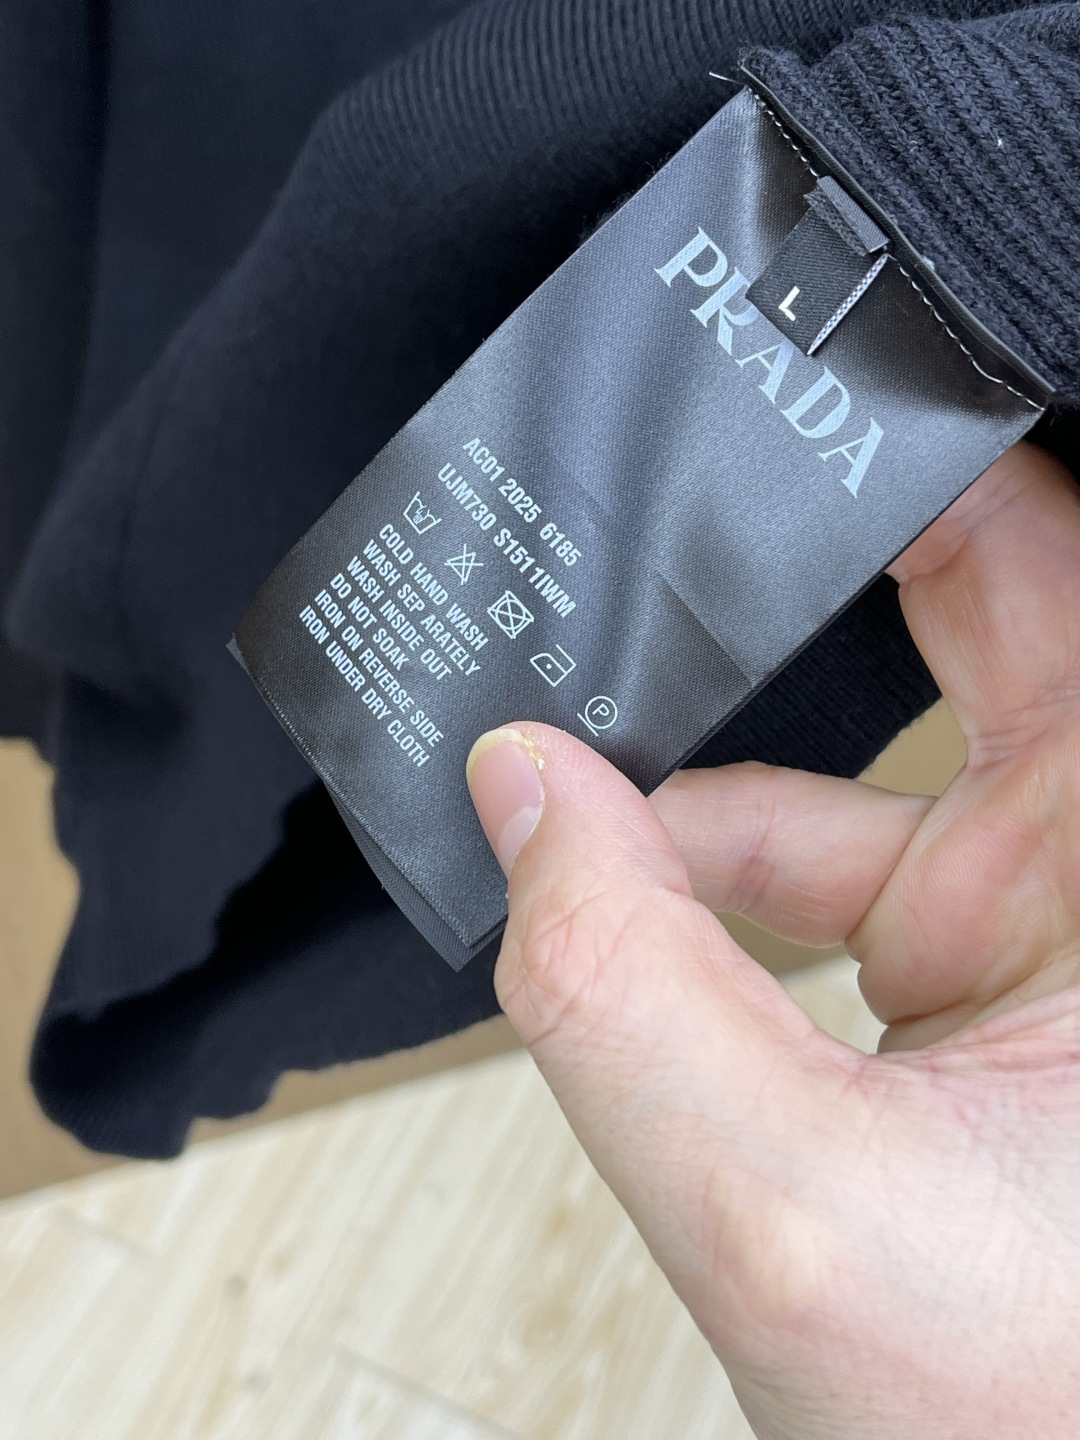 PRADA
L
AC01 2025 6185
UJM730 S151 1IWM
P
COLD HAND WASH
WASH SEP ARATELY
WASH INSIDE OUT
DO NOT SOAK
IRON ON REVERSE SIDE
IRON UNDER DRY CLOTH